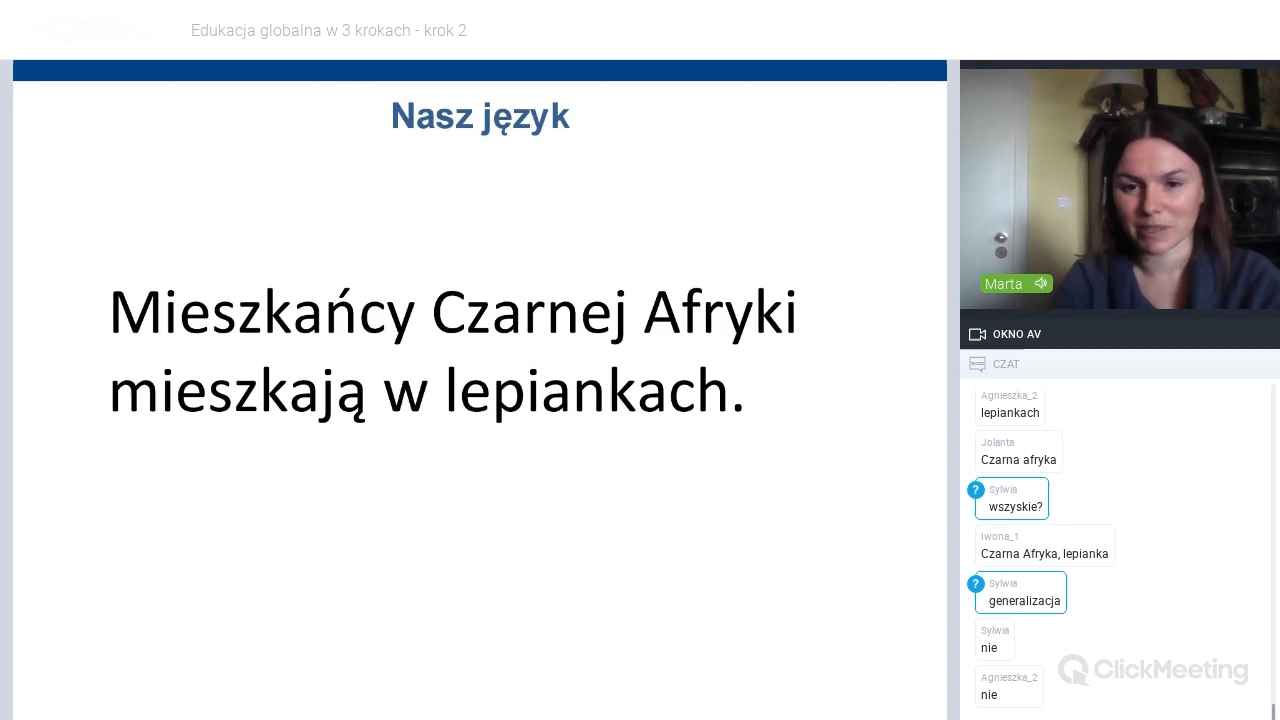 Edukacja globalna w 3 krokach - krok 2
Nasz język
Mieszkańcy Czarnej Afryki
mieszkają w lepiankach.
Marta
OKNO AV
CZAT
Agnieszka_2
lepiankach
Jolanta
Czarna afryka
?
Sylwia
wszyskie?
Iwona_1
Czarna Afryka, lepianka
?
Sylwia
generalizacja
Sylwia
nie
Agnieszka_2
nie
ClickMeeting